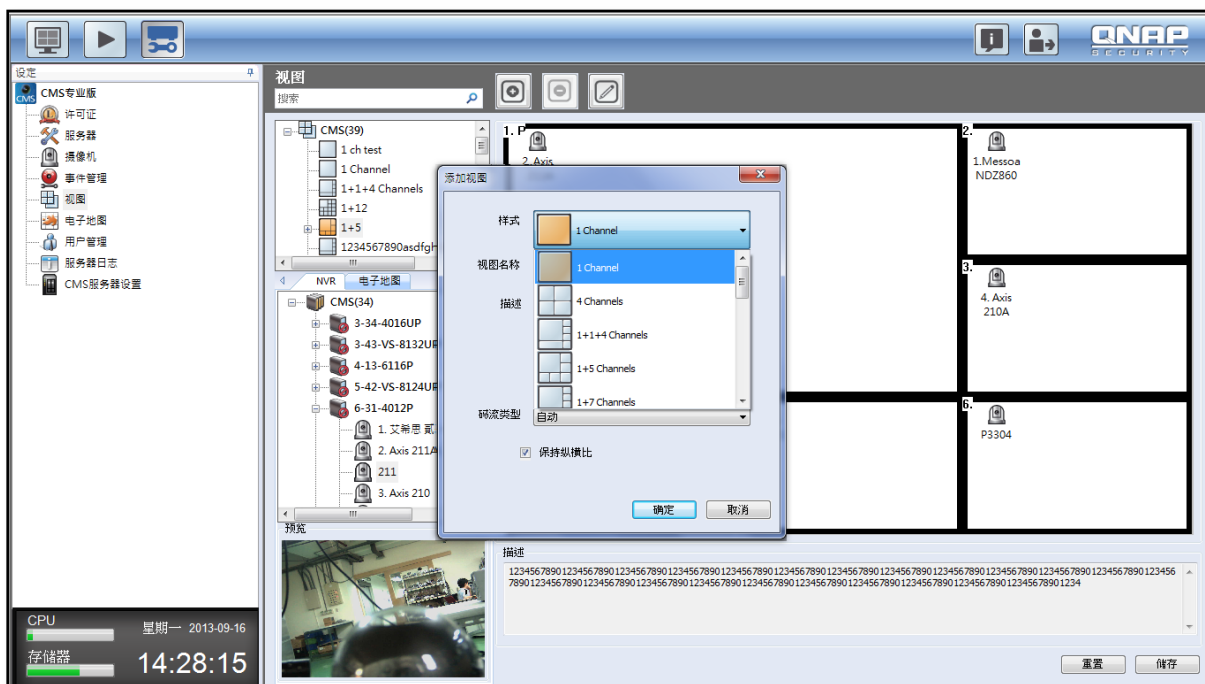 QNAP
SECURITY
设定
CMS专业版
许可证
服务器
摄像机
事件管理
视图
电子地图
用户管理
服务器日志
CMS服务器设置
CPU
存储器
星期一 2013-09-16
14:28:15
视图
搜索
CMS(39)
1 ch test
1 Channel
1+1+4 Channels
1+12
1+5
1234567890asdfgh
NVR
电子地图
CMS(34)
3-34-4016UP
3-43-VS-8132UP
4-13-6116P
5-42-VS-8124UP
6-31-4012P
1. 艾希思
2. Axis 211A
211
3. Axis 210
预览
1. P
2. Axis
2.
1.Messoa
NDZ860
3.
4. Axis
210A
6.
P3304
添加视图
样式
1 Channel
视图名称
1 Channel
描述
4 Channels
1+1+4 Channels
1+5 Channels
1+7 Channels
码流类型
自动
保持纵横比
确定
取消
描述
12345678901234567890123456789012345678901234567890123456789012345678901234567890123456789012345678901234567890123456
78901234567890123456789012345678901234567890123456789012345678901234567890123456789012345678901234
重置
储存